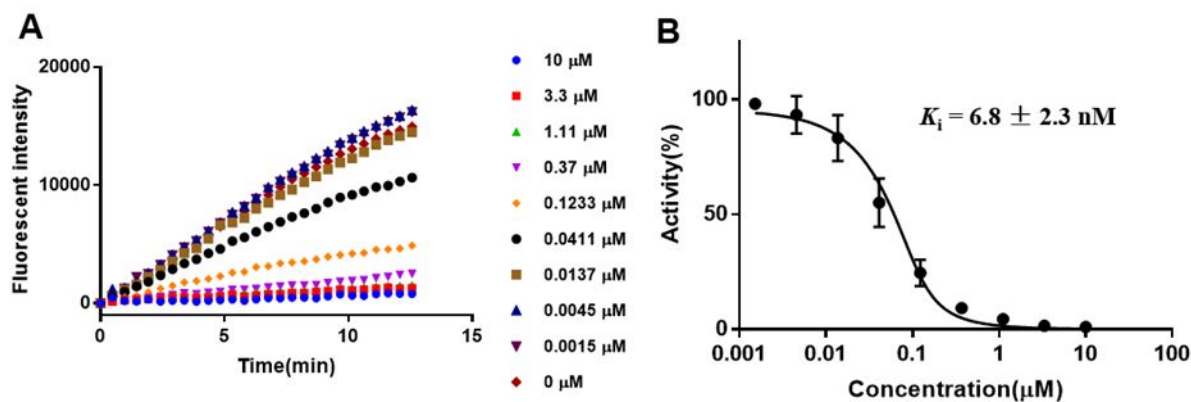 A
Fluorescent intensity
20000
10000
0
0
5
10
15
Time(min)
10 μM
3.3 μM
1.11 μM
0.37 μM
0.1233 μM
0.0411 μM
0.0137 μM
0.0045 μM
0.0015 μM
0 μM
B
Activity(%)
100
50
0
0.001
0.01
0.1
1
10
100
Concentration(μM)
Ki = 6.8 ± 2.3 nM